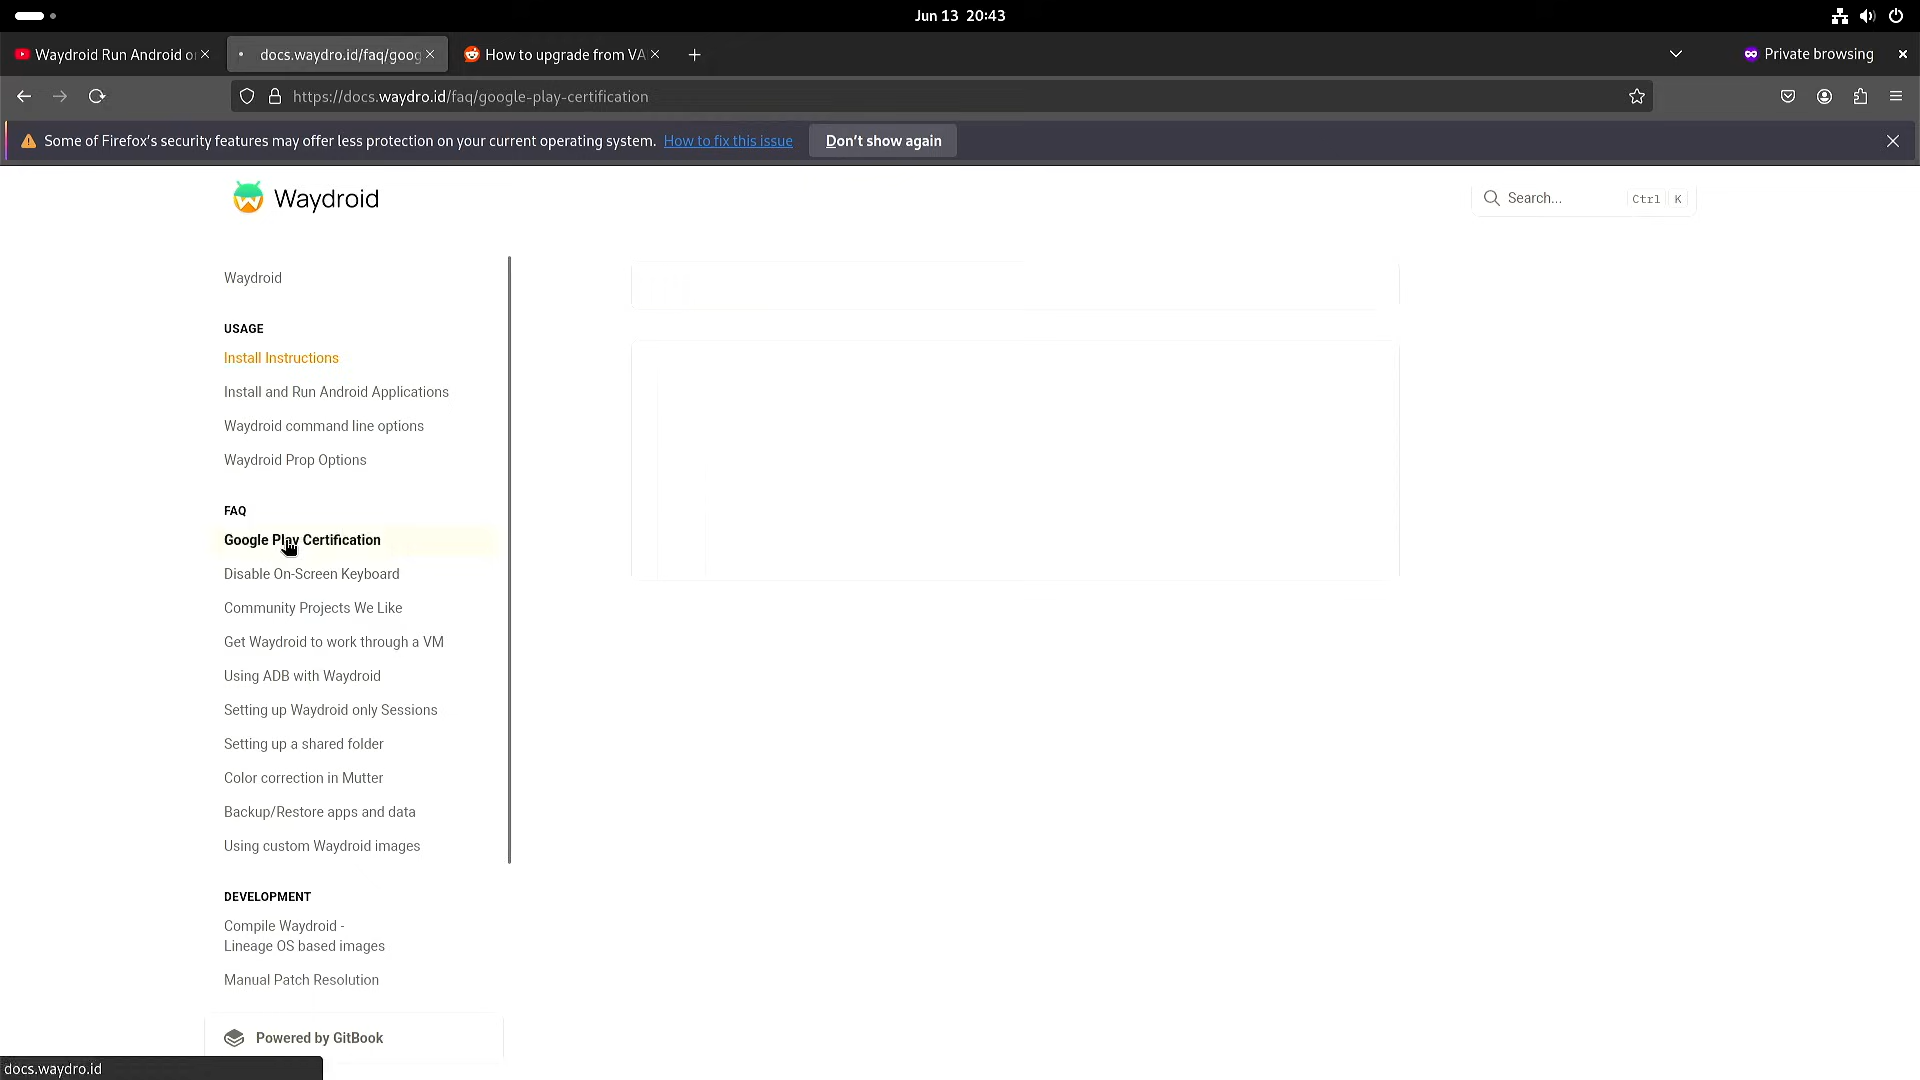 Jun 13 20:43
Waydroid Run Android o
docs.waydro.id/faq/goog
How to upgrade from VA
Private browsing
https://docs.waydro.id/faq/google-play-certification
Some of Firefox's security features may offer less protection on your current operating system. How to fix this issue Don't show again
Waydroid
Search... Ctrl K
Waydroid
USAGE
Install Instructions
Install and Run Android Applications
Waydroid command line options
Waydroid Prop Options
FAQ
Google Play Certification
Disable On-Screen Keyboard
Community Projects We Like
Get Waydroid to work through a VM
Using ADB with Waydroid
Setting up Waydroid only Sessions
Setting up a shared folder
Color correction in Mutter
Backup/Restore apps and data
Using custom Waydroid images
DEVELOPMENT
Compile Waydroid -
Lineage OS based images
Manual Patch Resolution
Powered by GitBook
docs.waydro.id